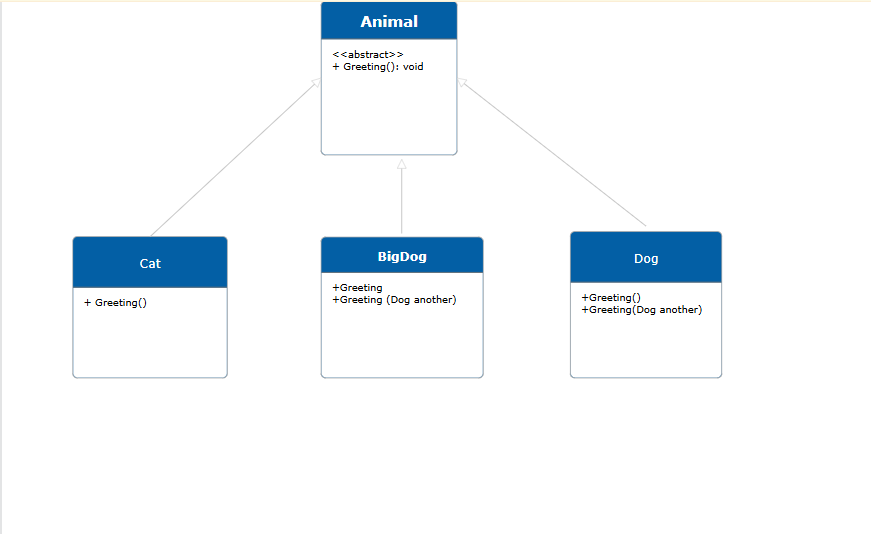 Animal
<<abstract>>
+ Greeting(): void
Cat
+ Greeting()
BigDog
+Greeting
+Greeting (Dog another)
Dog
+Greeting()
+Greeting(Dog another)